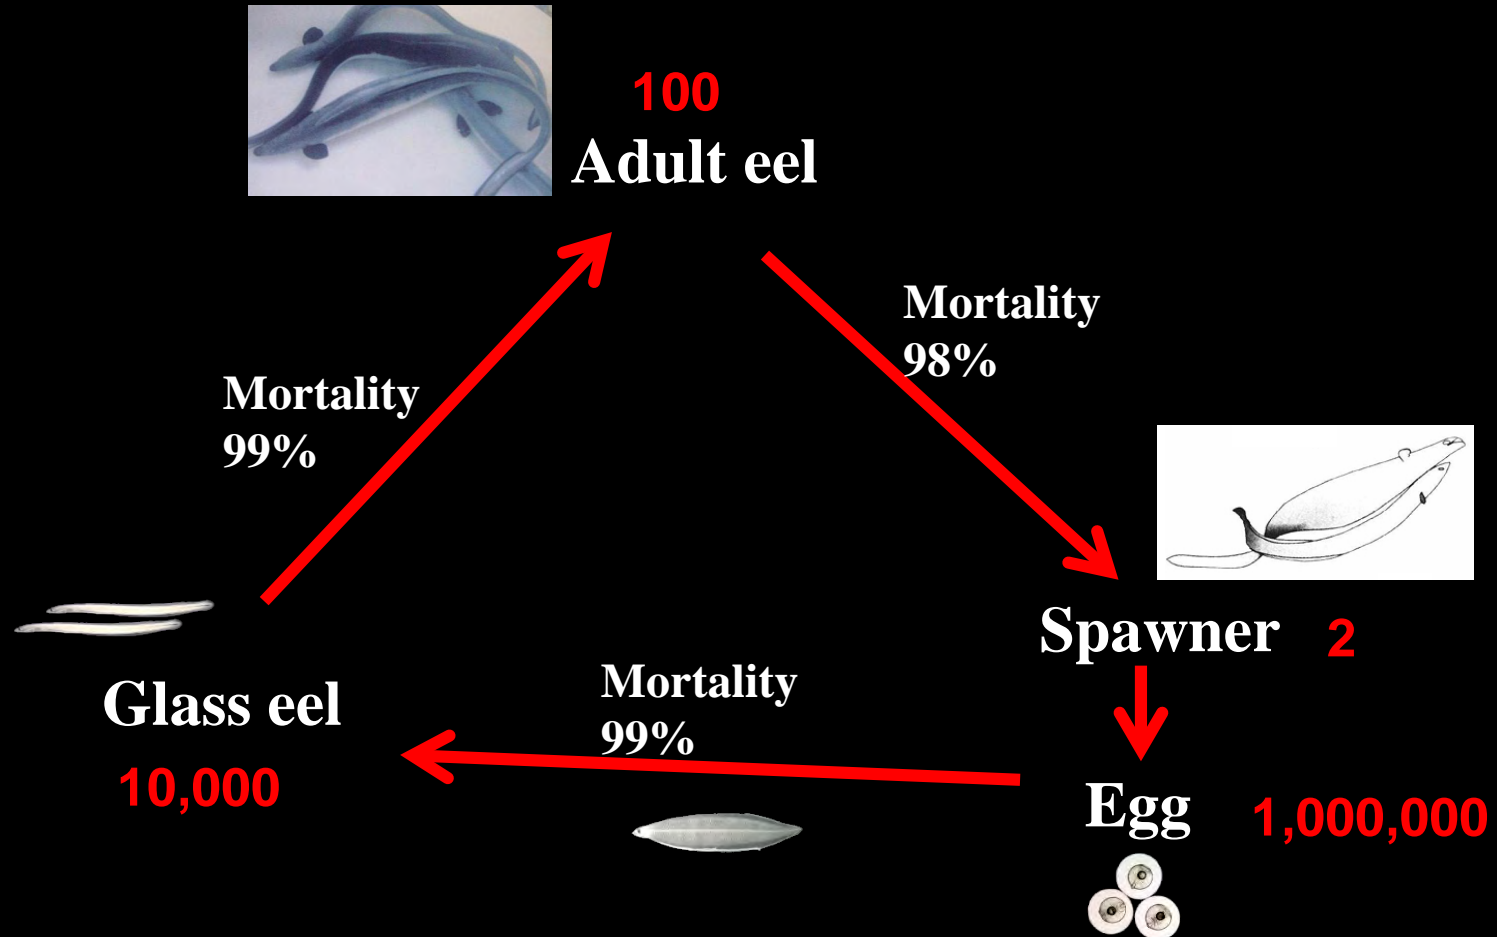 100
Adult eel
Mortality
98%
Mortality
99%
Spawner 2
Mortality
99%
Glass eel
10,000
Egg 1,000,000